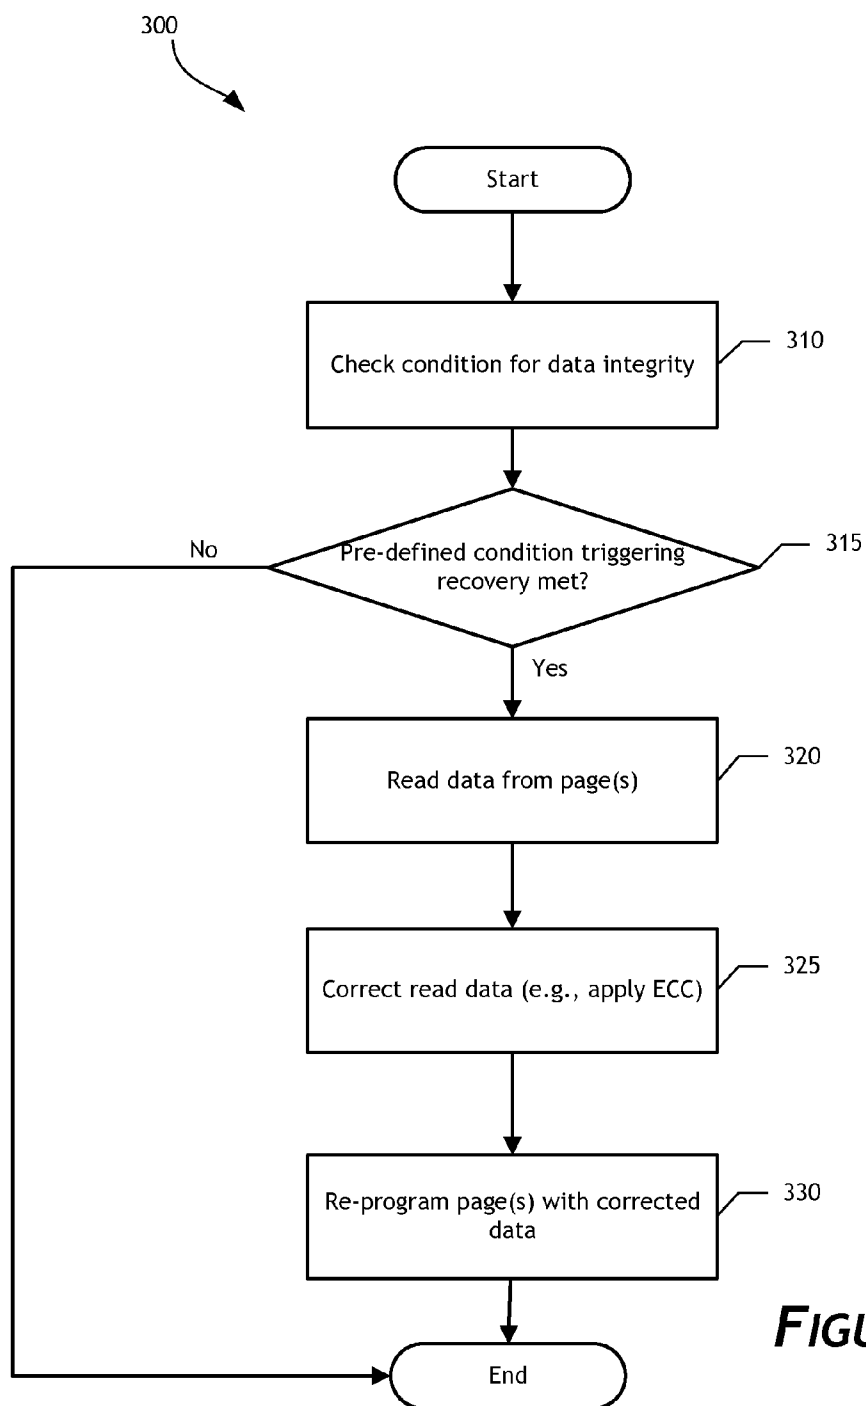 300
Start
Check condition for data integrity
310
Pre-defined condition triggering
recovery met?
315
No
Yes
Read data from page(s)
320
Correct read data (e.g., apply ECC)
325
Re-program page(s) with corrected
data
330
End